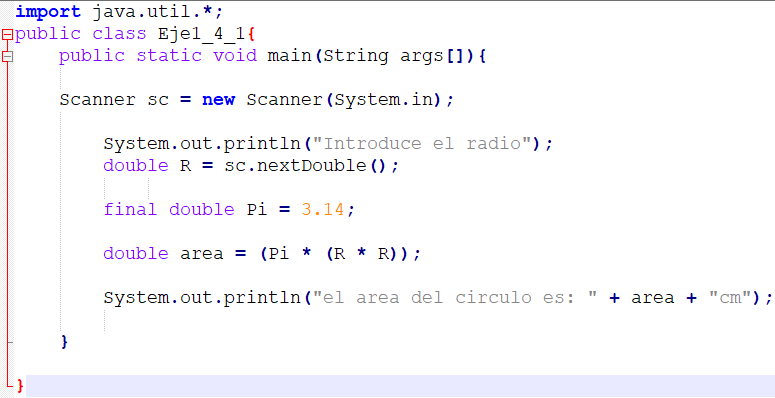 import java.util.*;
public class Eje1_4_1{
public static void main(String args[]){
Scanner sc = new Scanner(System.in);
System.out.println("Introduce el radio");
double R = sc.nextDouble();
final double Pi = 3.14;
double area = (Pi * (R * R));
System.out.println("el area del circulo es: " + area + "cm");
}
}